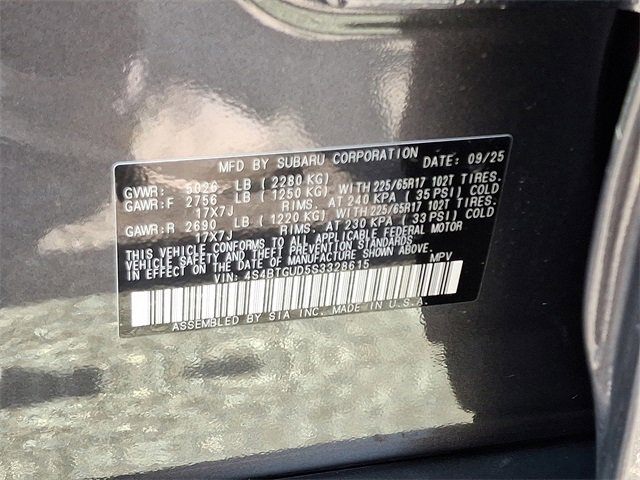 MFD BY SUBARU CORPORATION DATE: 09/25
GVWR: 5026 LB (2280 KG)
GAWR:F 2756 LB (1250 KG) WITH 225/65R17 102T TIRES.
17X7J RIMS. AT 240 KPA (35 PSI) COLD
GAWR:R 2690 LB (1220 KG) WITH 225/65R17 102T TIRES.
17X7J RIMS. AT 230 KPA (33 PSI) COLD
THIS VEHICLE CONFORMS TO ALL APPLICABLE FEDERAL MOTOR
VEHICLE SAFETY AND THEFT PREVENTION STANDARDS
IN EFFECT ON THE DATE OF MANUFACTURE SHOWN ABOVE.
VIN: 4S4BTGUD5S3328615 MPV
ASSEMBLED BY SIA INC. MADE IN U.S.A